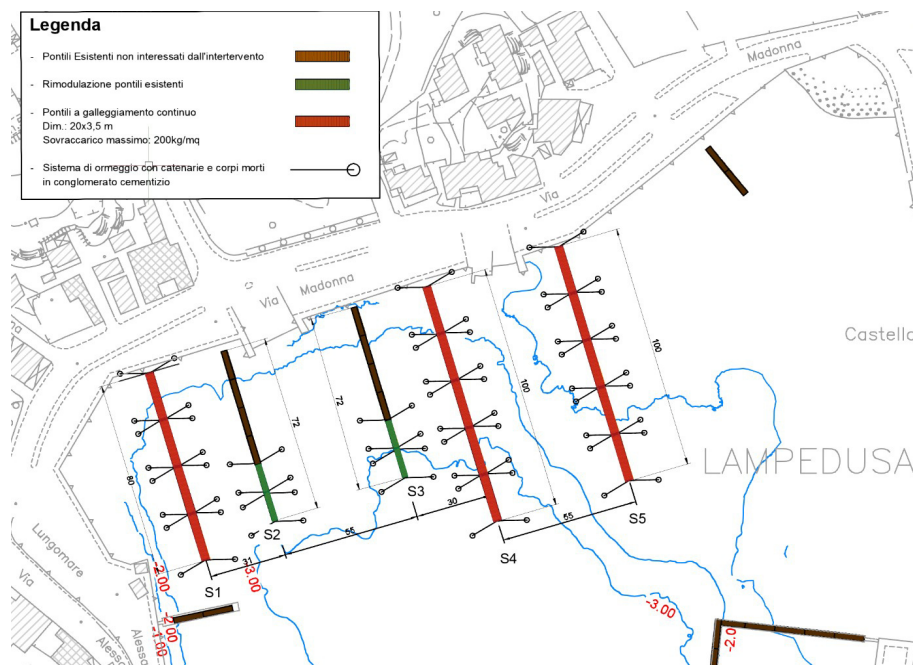 Legenda
- Pontili Esistenti non interessati dall'intertervento
- Rimodulazione pontili esistenti
- Pontili a galleggiamento continuo
Dim.: 20x3,5 m
Sovraccarico massimo: 200kg/mq
- Sistema di ormeggio con catenarie e corpi morti
in conglomerato cementizio
Madonna
Via
Via Madonna
Castello
LAMPEDUSA
80
72
72
100
100
S1
S2
S3
S4
S5
31
55
30
55
-2.00
-3.00
-2.00
-1.00
-3.00
-2.0
Lungomare
Via